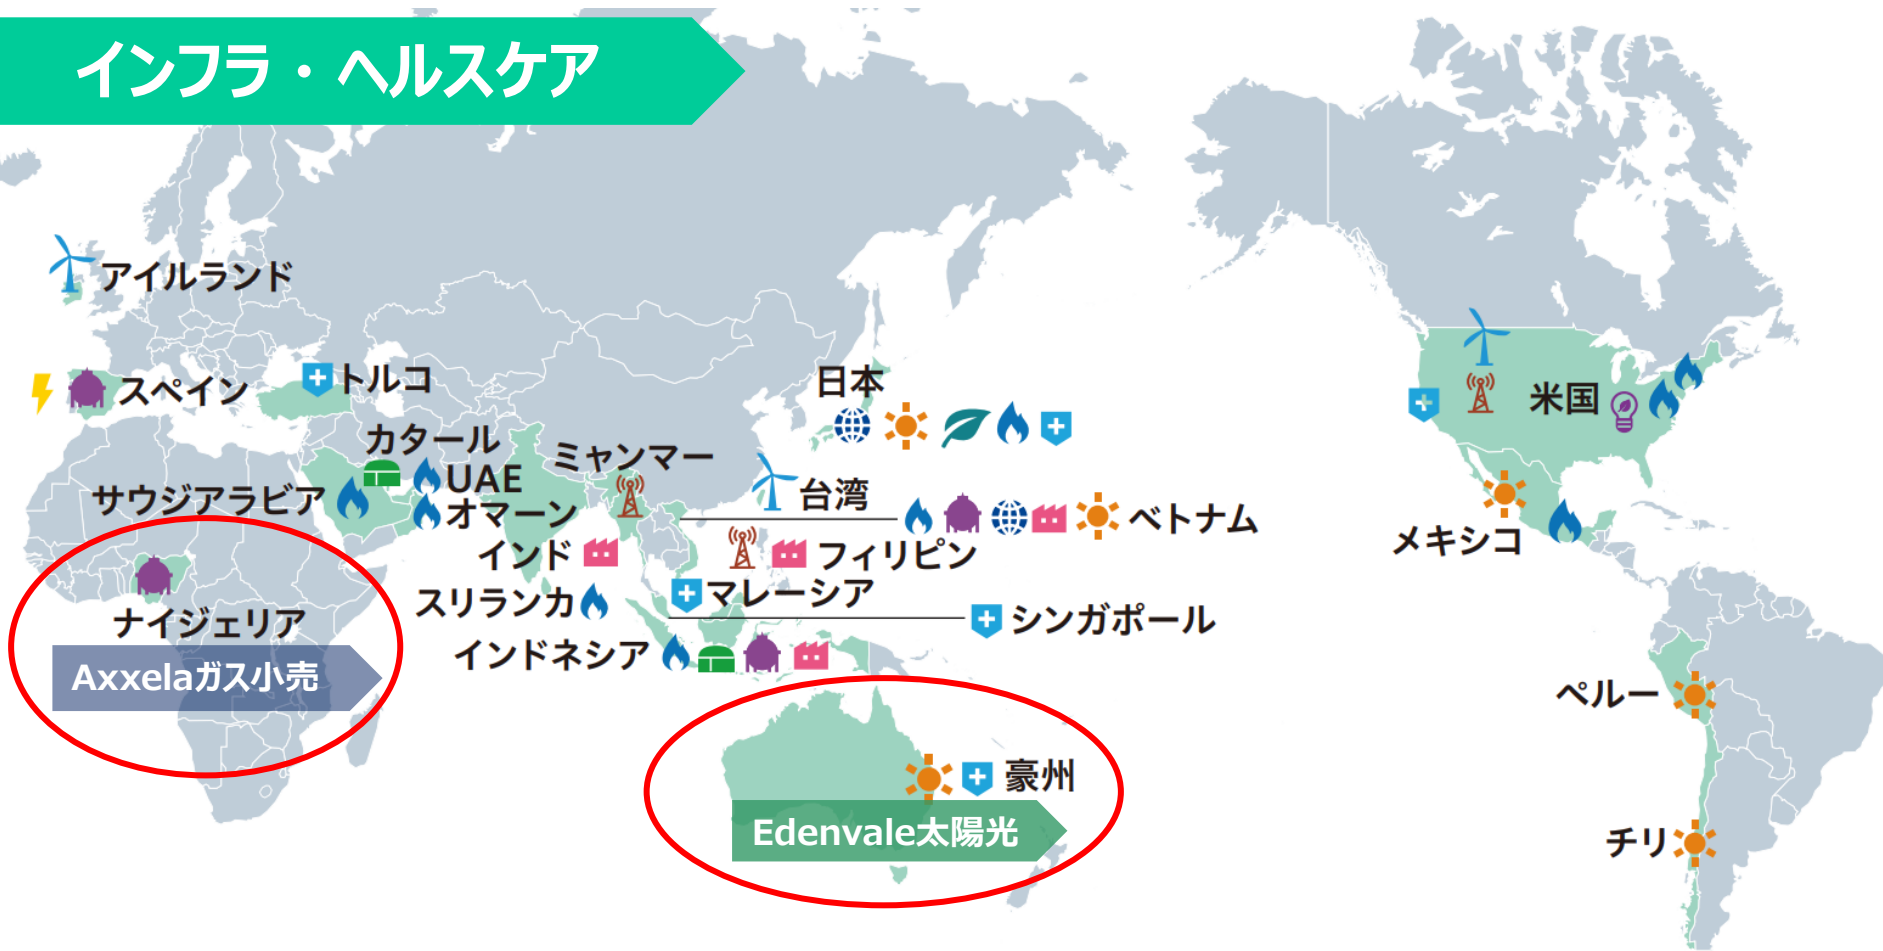 インフラ・ヘルスケア
アイルランド
スペイン
トルコ
カタール
UAE
サウジアラビア
オマーン
ミャンマー
インド
スリランカ
インドネシア
日本
台湾
ベトナム
フィリピン
マレーシア
シンガポール
ナイジェリア
Axxelaガス小売
豪州
Edenvale太陽光
米国
メキシコ
ペルー
チリ